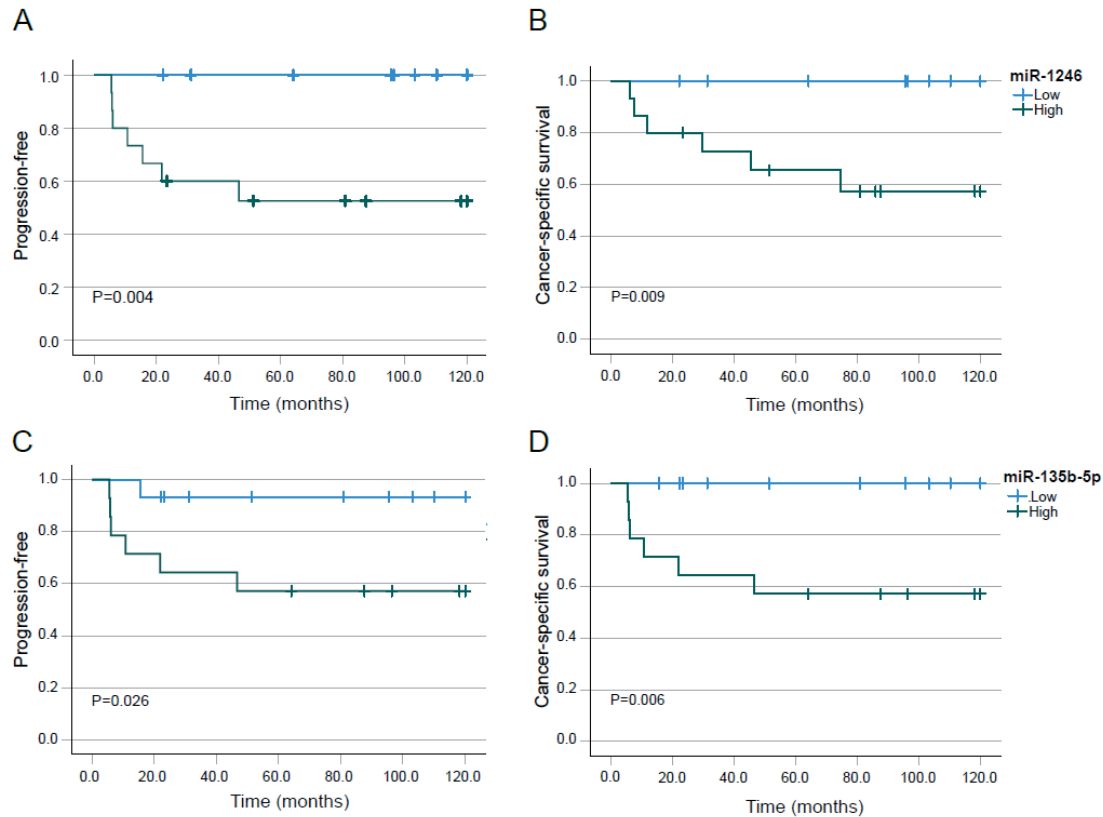 A
1.0
0.8
0.6
0.4
0.2
0.0
Progression-free
P=0.004
0.0 20.0 40.0 60.0 80.0 100.0 120.0
Time (months)
B
1.0
0.8
0.6
0.4
0.2
0.0
Cancer-specific surrvival
P=0.009
0.0 20.0 40.0 60.0 80.0 100.0 120.0
Time (months)
miR-1246
Low
High
C
1.0
0.8
0.6
0.4
0.2
0.0
Progression-free
P=0.026
0.0 20.0 40.0 60.0 80.0 100.0 120.0
Time (months)
D
1.0
0.8
0.6
0.4
0.2
0.0
Cancer-specific survival
P=0.006
0.0 20.0 40.0 60.0 80.0 100.0 120.0
Time (months)
miR-135b-5p
Low
High